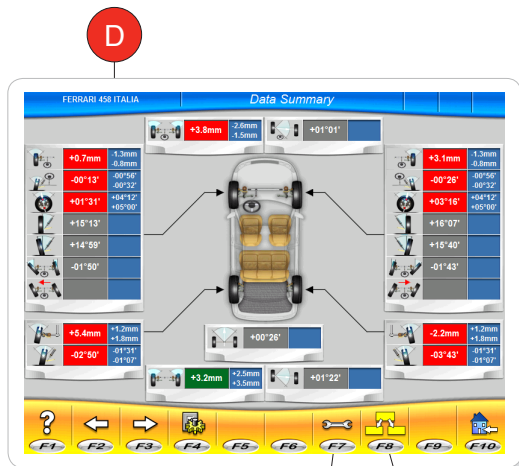 D
FERRARI 458 ITALIA
Data Summary
+3.8mm
-2.6mm
-1.5mm
+01°01'
+0.7mm
-1.3mm
-0.8mm
-00°13'
-00°56'
-00°32'
+01°31'
+04°12'
+05°00'
+15°13'
+14°59'
-01°50'
+3.1mm
-1.3mm
-0.8mm
-00°26'
-00°56'
-00°32'
+03°16'
+04°12'
+05°00'
+16°07'
+15°40'
-01°43'
+5.4mm
+1.2mm
+1.8mm
-02°50'
-01°31'
-01°07'
+00°26'
-2.2mm
+1.2mm
+1.8mm
-03°43'
-01°31'
-01°07'
+3.2mm
+2.5mm
+3.5mm
+01°22'
?
F1
F2
F3
F4
F5
F6
F7
F8
F9
F10